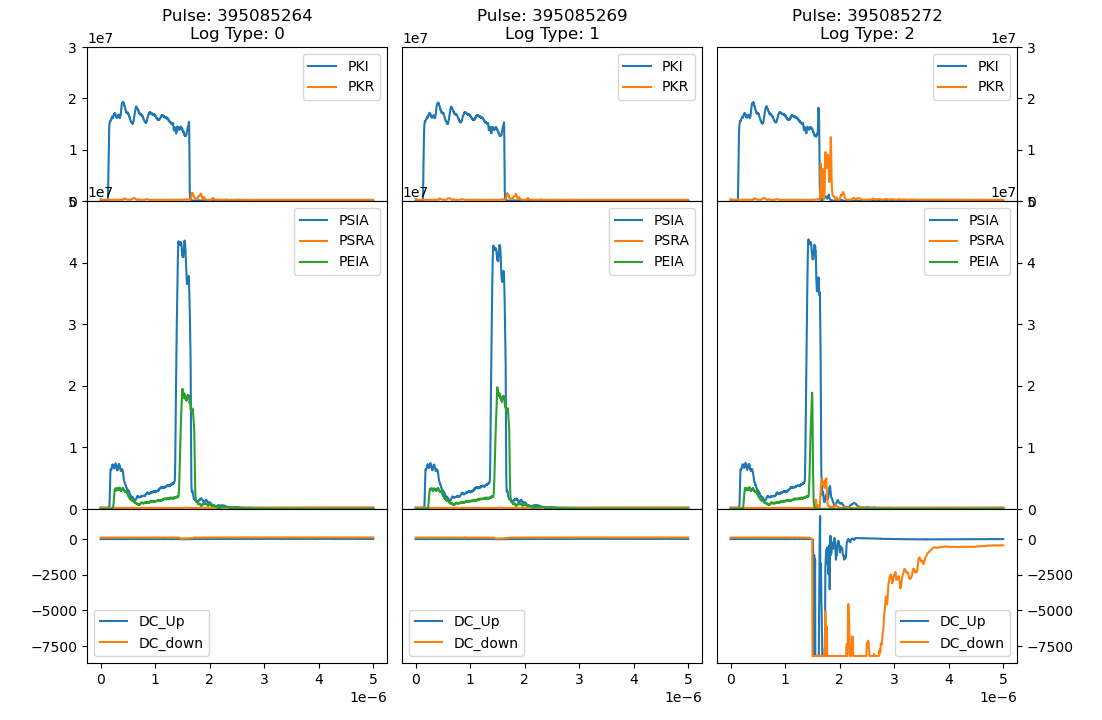 Pulse: 395085264
Log Type: 0
Pulse: 395085269
Log Type: 1
Pulse: 395085272
Log Type: 2
1e7
1e7
1e7
1e7
3
2
1
0
PKI
PKR
PKI
PKR
PKI
PKR
3
2
1
0
1e7
1e7
1e7
5
4
3
2
1
0
PSIA
PSRA
PEIA
PSIA
PSRA
PEIA
PSIA
PSRA
PEIA
5
4
3
2
1
0
0
−2500
−5000
−7500
DC_Up
DC_down
DC_Up
DC_down
DC_Up
DC_down
0
−2500
−5000
−7500
0 1 2 3 4 5
1e−6
0 1 2 3 4 5
1e−6
0 1 2 3 4 5
1e−6